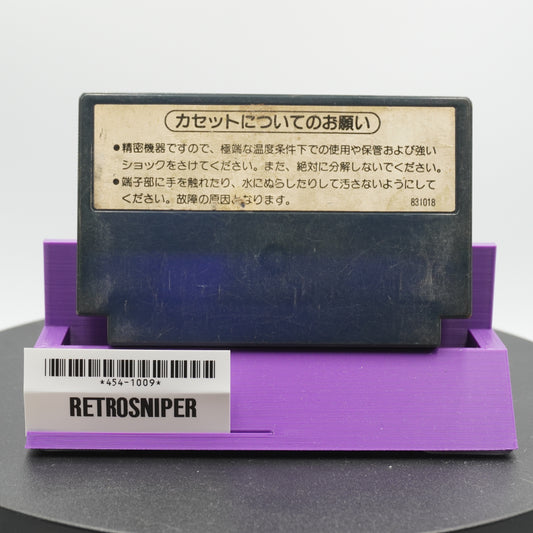 カセットについてのお願い
●精密機器ですので、極端な温度条件下での使用や保管および強い
ショックをさけてください。また、絶対に分解しないでください。
●端子部に手を触れたり、水にぬらしたりして汚さないようにして
ください。故障の原因となります。
831018
*454-1009*
RETROSNIPER